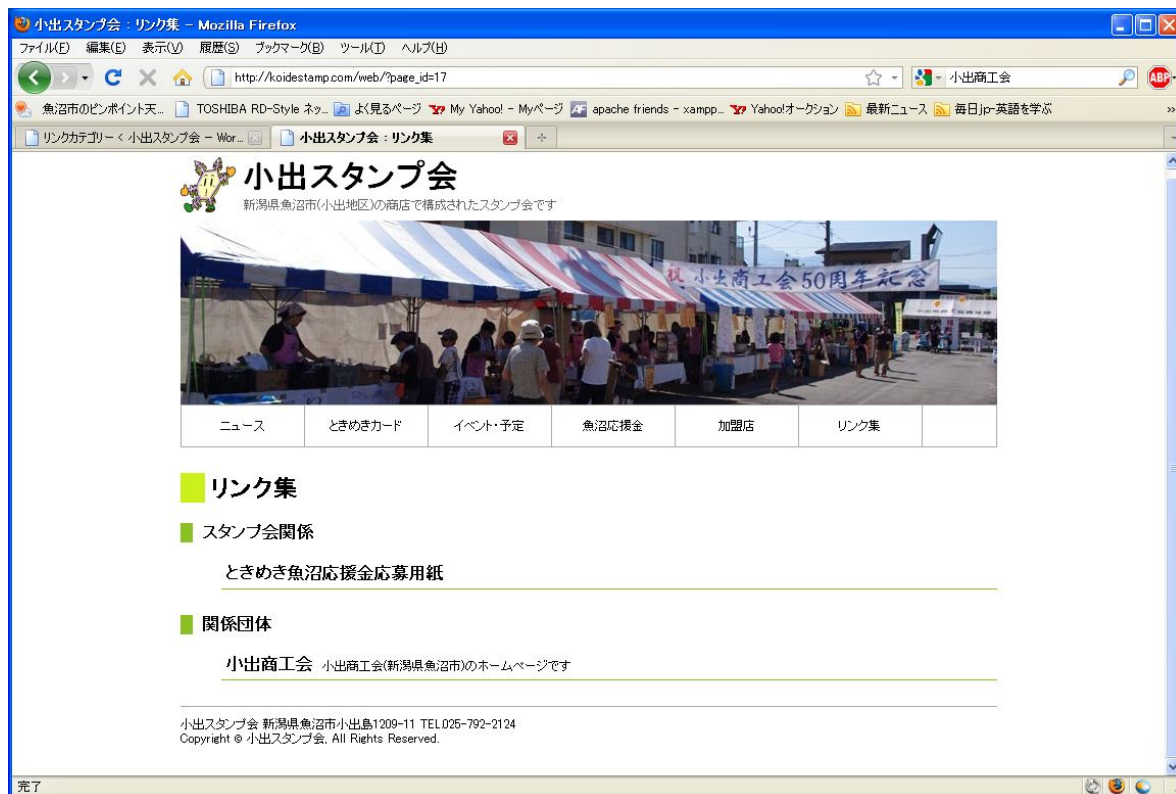 小出スタンプ会：リンク集 - Mozilla Firefox
ファイル(F) 編集(E) 表示(V) 履歴(S) ブックマーク(B) ツール(T) ヘルプ(H)
http://koidestamp.com/web/?page_id=17
小出商工会
ABP
魚沼市のピンポイント天... TOSHIBA RD-Style ネッ... よく見るページ My Yahoo! - Myページ apache friends - xampp... Yahoo!オークション 最新ニュース 毎日jp-英語を学ぶ »
リンクカテゴリー < 小出スタンプ会 - Wor... 小出スタンプ会：リンク集
小出スタンプ会
新潟県魚沼市(小出地区)の商店で構成されたスタンプ会です
祝 小出商工会50周年記念
ニュース ときめきカード イベント・予定 魚沼応援金 加盟店 リンク集
リンク集
スタンプ会関係
ときめき魚沼応援金応募用紙
関係団体
小出商工会 小出商工会(新潟県魚沼市)のホームページです
小出スタンプ会 新潟県魚沼市小出島1209-11 TEL.025-792-2124
Copyright © 小出スタンプ会, All Rights Reserved.
完了